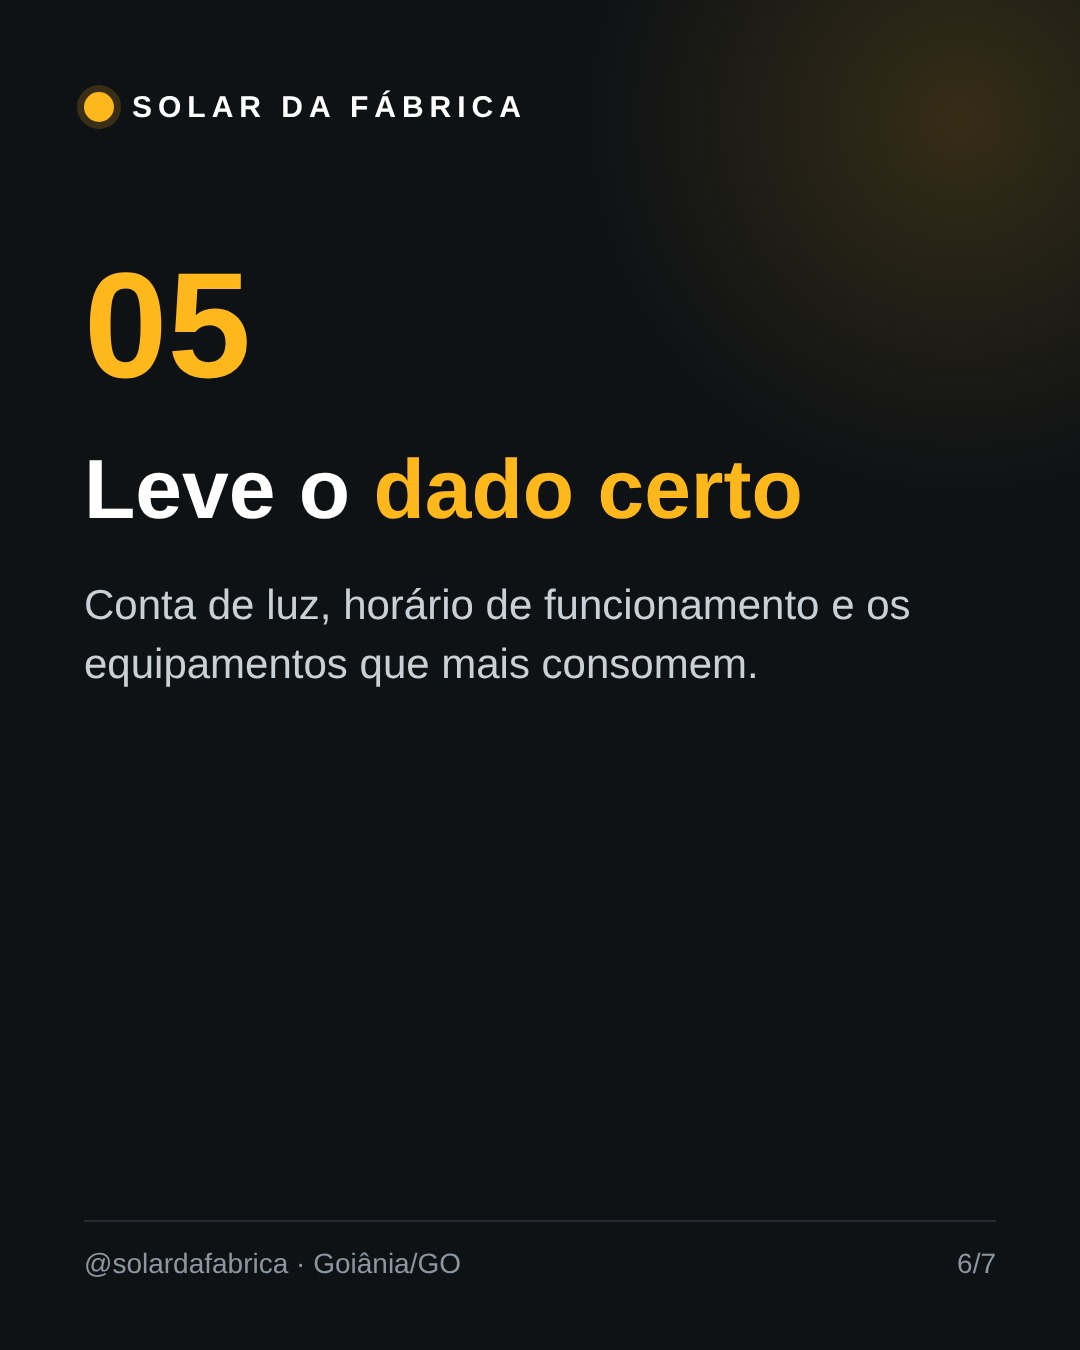 SOLAR DA FÁBRICA
05
Leve o dado certo
Conta de luz, horário de funcionamento e os
equipamentos que mais consomem.
@solardafabrica · Goiânia/GO
6/7